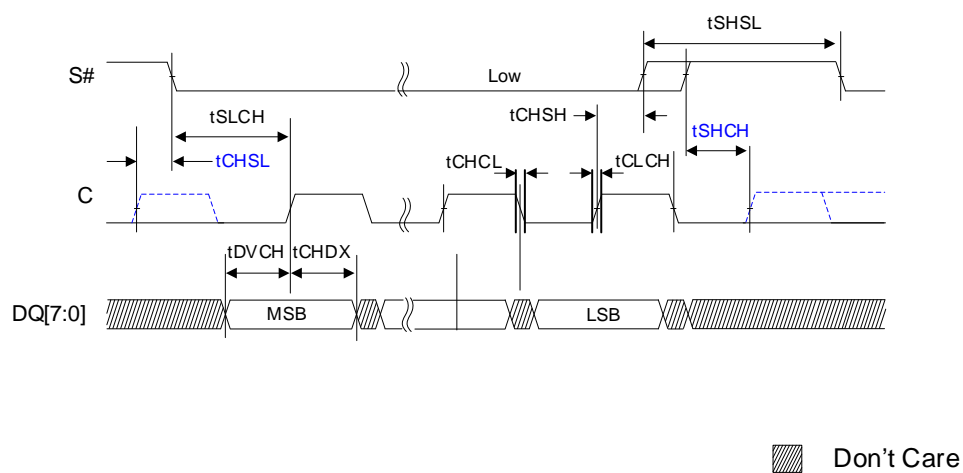 tSHSL
S#
Low
tSLCH
tCHSH
tSHCH
tCHSL
tCHCL
tCLCH
C
tDVCH
tCHDX
DQ[7:0]
MSB
LSB
Don't Care